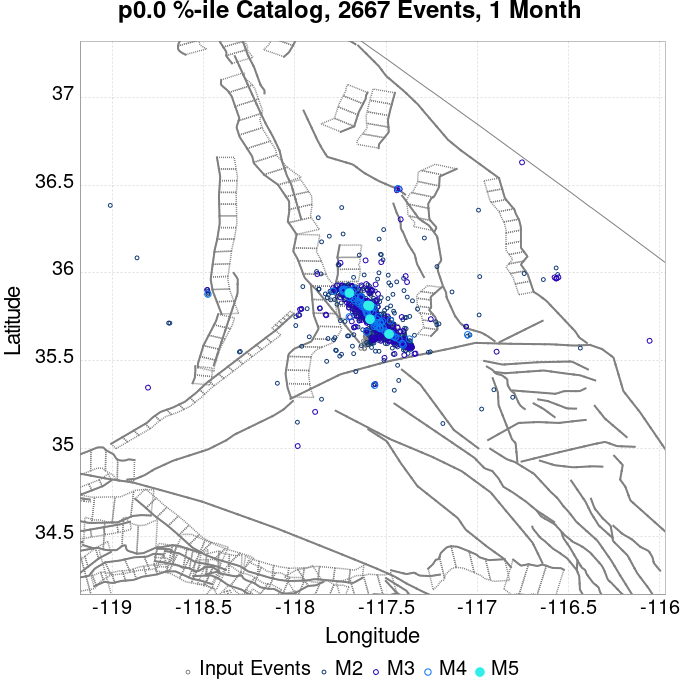 p0.0 %-ile Catalog, 2667 Events, 1 Month
37
36.5
36
35.5
35
34.5
Latitude
-119 -118.5 -118 -117.5 -117 -116.5 -116
Longitude
Input Events M2 M3 M4 M5